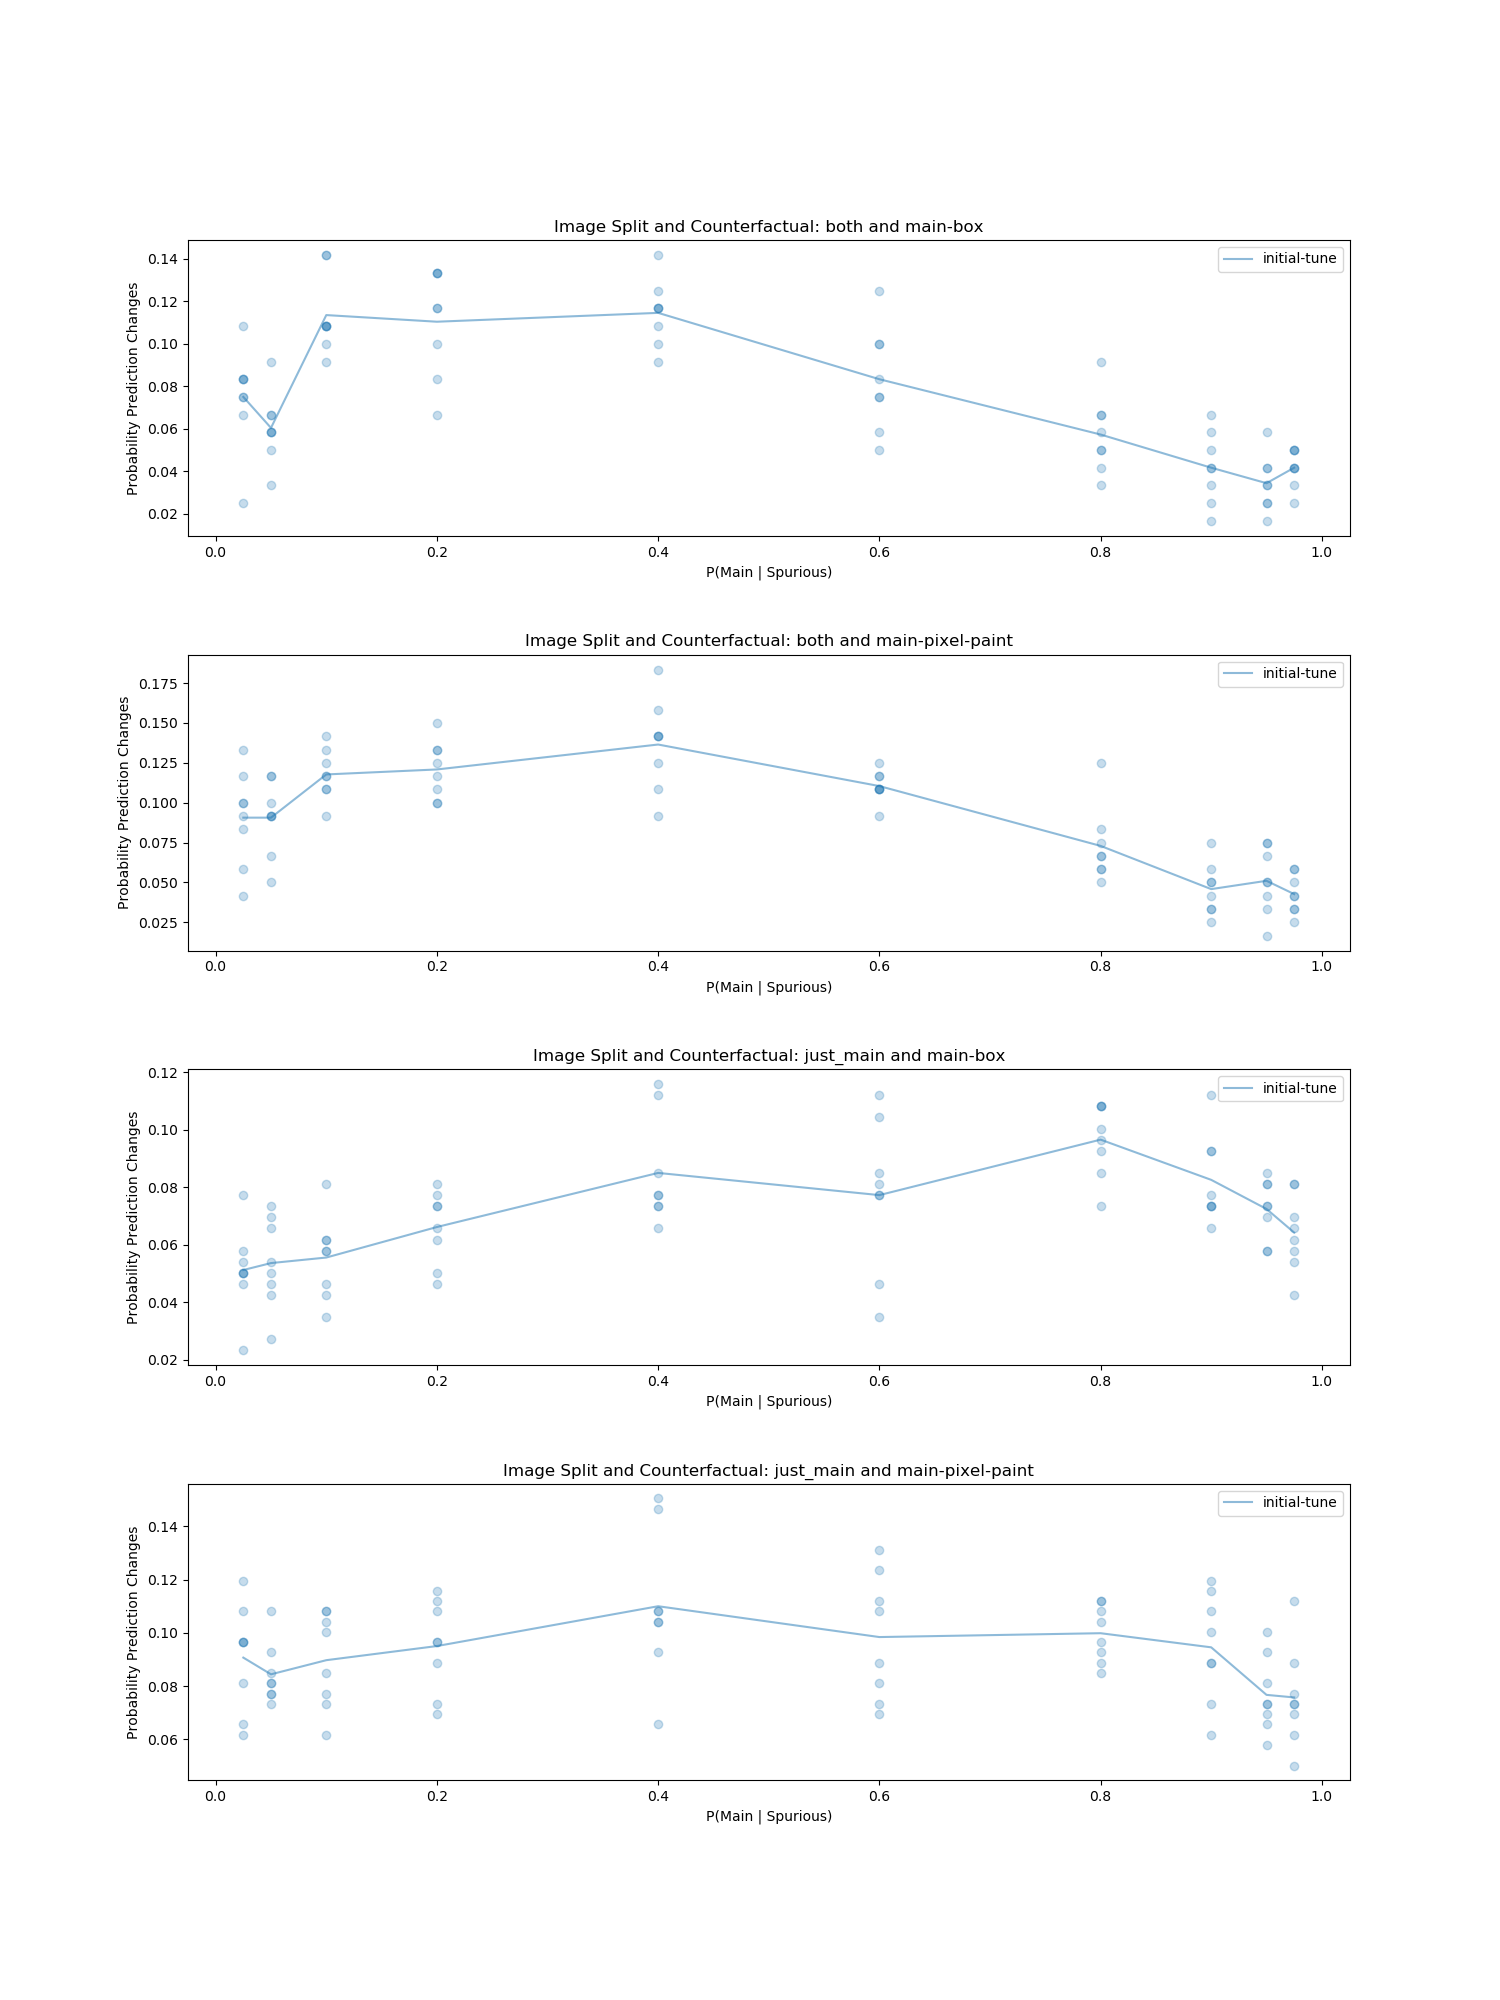 Image Split and Counterfactual: both and main-box
initial-tune
Probability Prediction Changes
0.14
0.12
0.10
0.08
0.06
0.04
0.02
0.0 0.2 0.4 0.6 0.8 1.0
P(Main | Spurious)
Image Split and Counterfactual: both and main-pixel-paint
initial-tune
Probability Prediction Changes
0.175
0.150
0.125
0.100
0.075
0.050
0.025
0.0 0.2 0.4 0.6 0.8 1.0
P(Main | Spurious)
Image Split and Counterfactual: just_main and main-box
initial-tune
Probability Prediction Changes
0.12
0.10
0.08
0.06
0.04
0.02
0.0 0.2 0.4 0.6 0.8 1.0
P(Main | Spurious)
Image Split and Counterfactual: just_main and main-pixel-paint
initial-tune
Probability Prediction Changes
0.14
0.12
0.10
0.08
0.06
0.0 0.2 0.4 0.6 0.8 1.0
P(Main | Spurious)